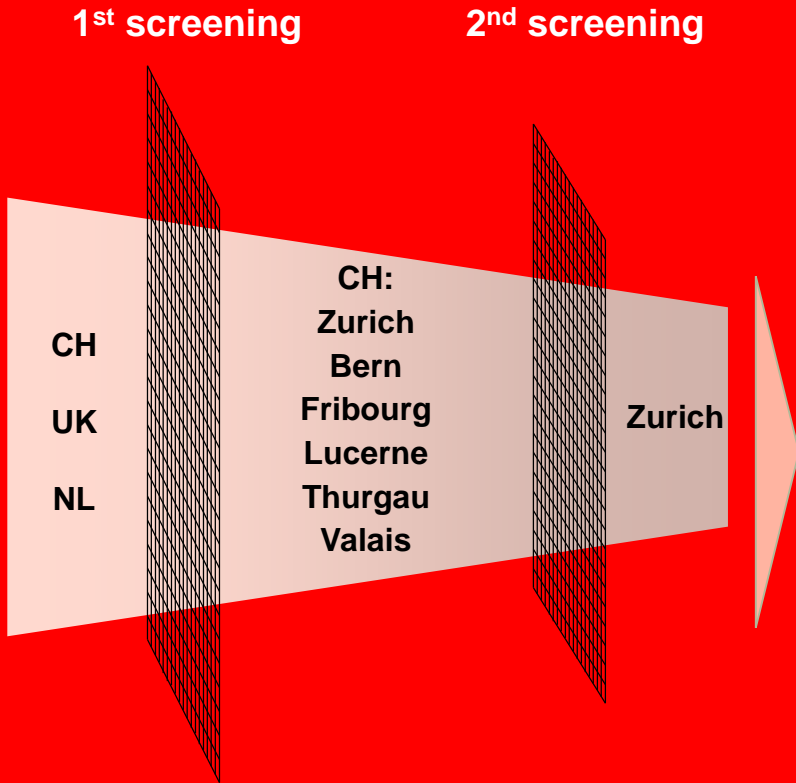 1st screening
2nd screening
CH
UK
NL
CH:
Zurich
Bern
Fribourg
Lucerne
Thurgau
Valais
Zurich